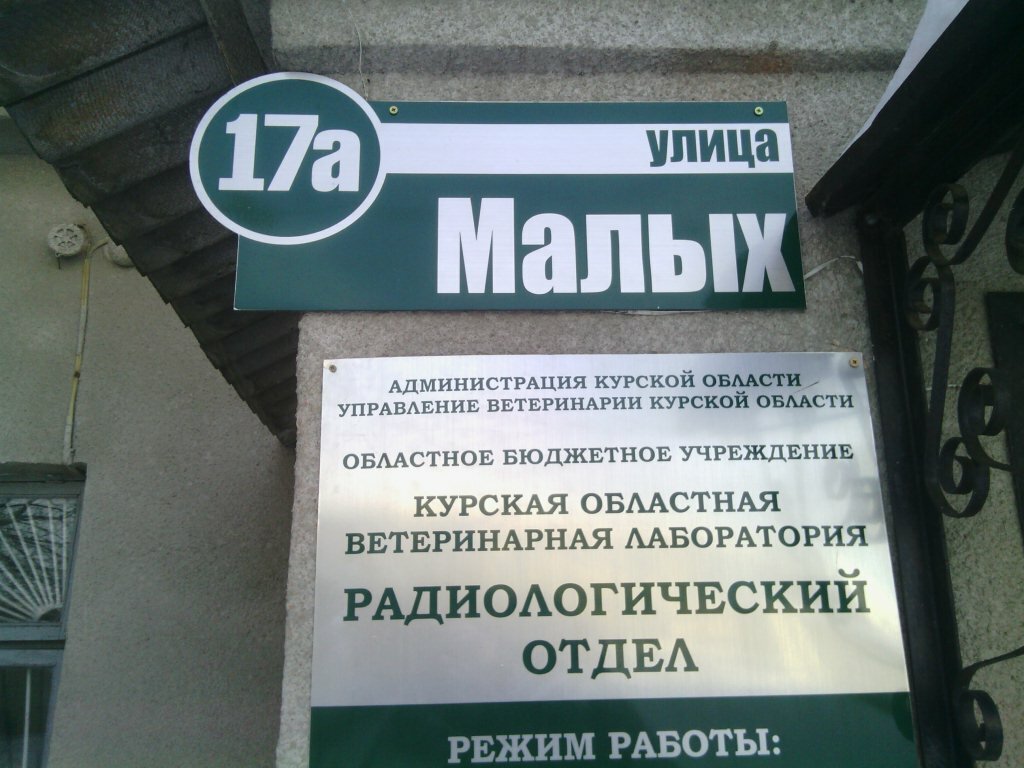 17а
улица
Малых
АДМИНИСТРАЦИЯ КУРСКОЙ ОБЛАСТИ
УПРАВЛЕНИЕ ВЕТЕРИНАРИИ КУРСКОЙ ОБЛАСТИ
ОБЛАСТНОЕ БЮДЖЕТНОЕ УЧРЕЖДЕНИЕ
КУРСКАЯ ОБЛАСТНАЯ
ВЕТЕРИНАРНАЯ ЛАБОРАТОРИЯ
РАДИОЛОГИЧЕСКИЙ
ОТДЕЛ
РЕЖИМ РАБОТЫ: